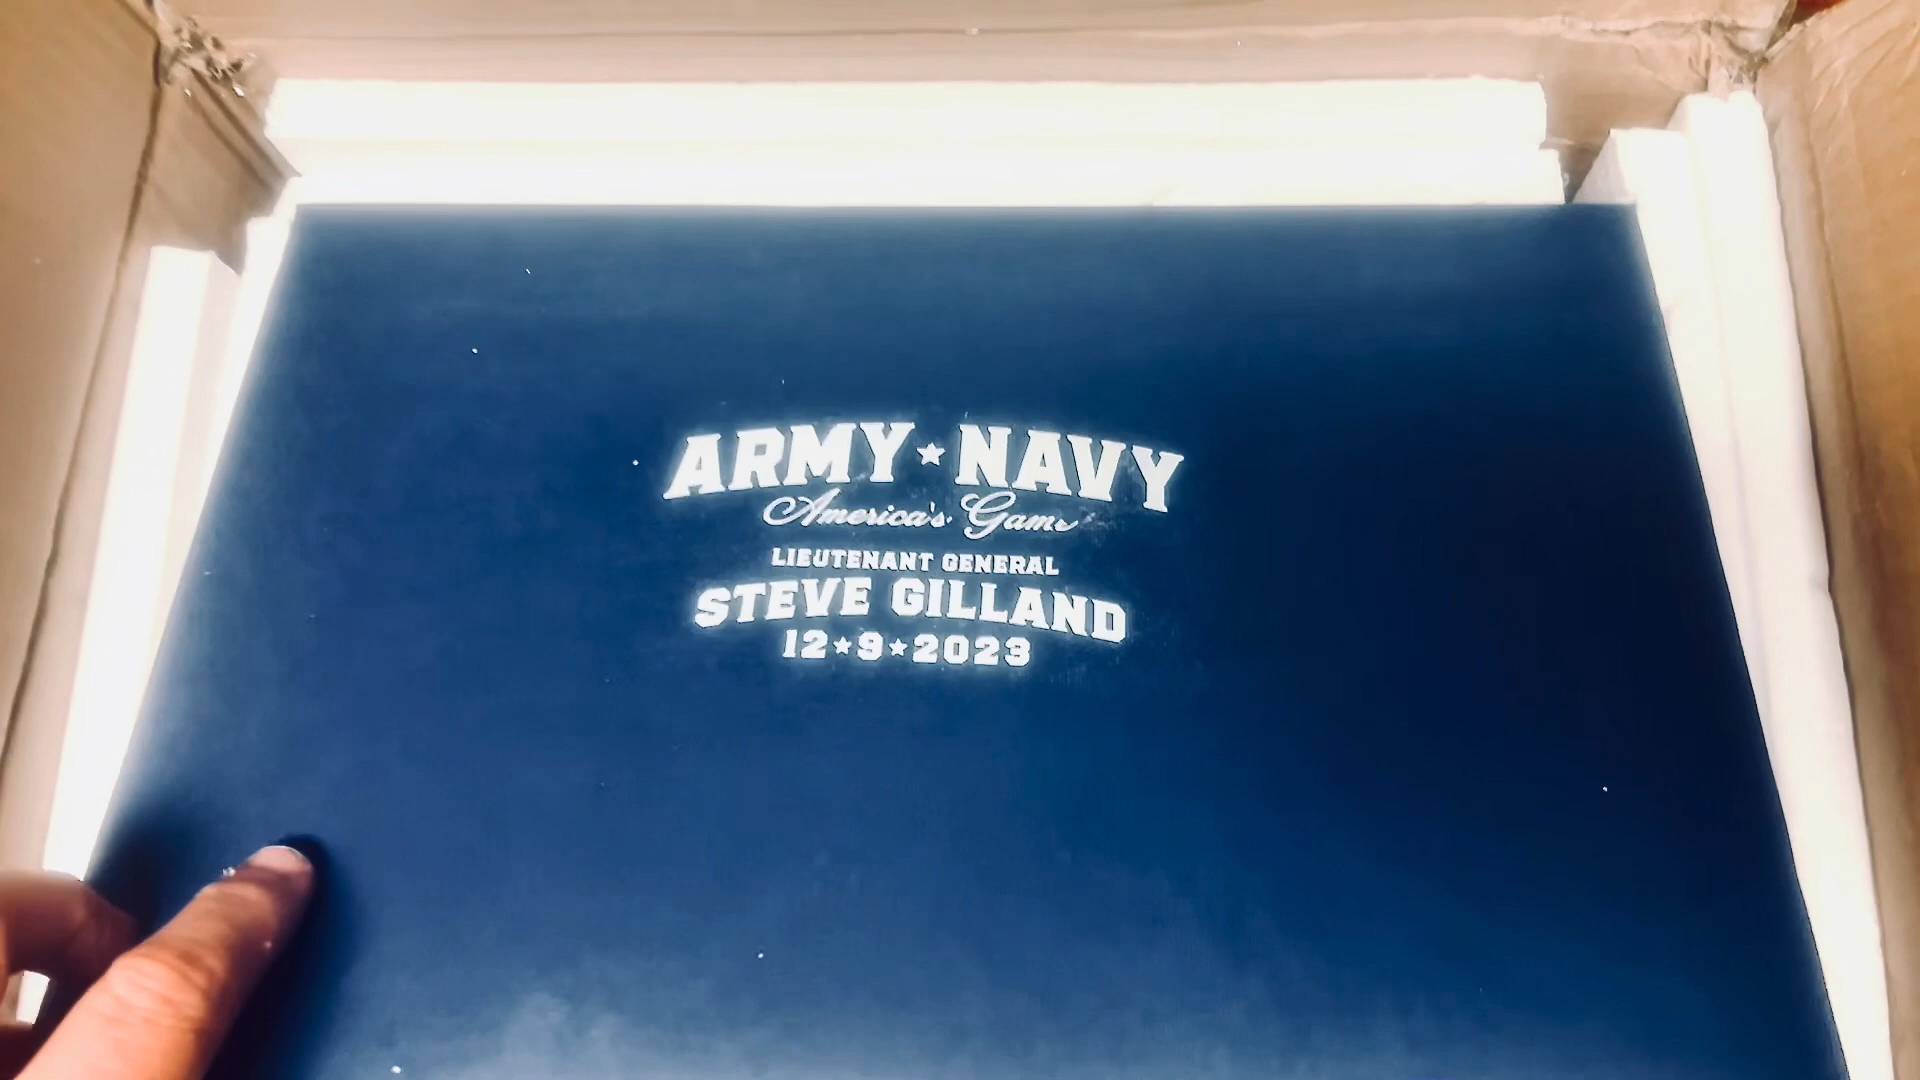 ARMY★NAVY
America's Game
LIEUTENANT GENERAL
STEVE GILLAND
12★9★2023